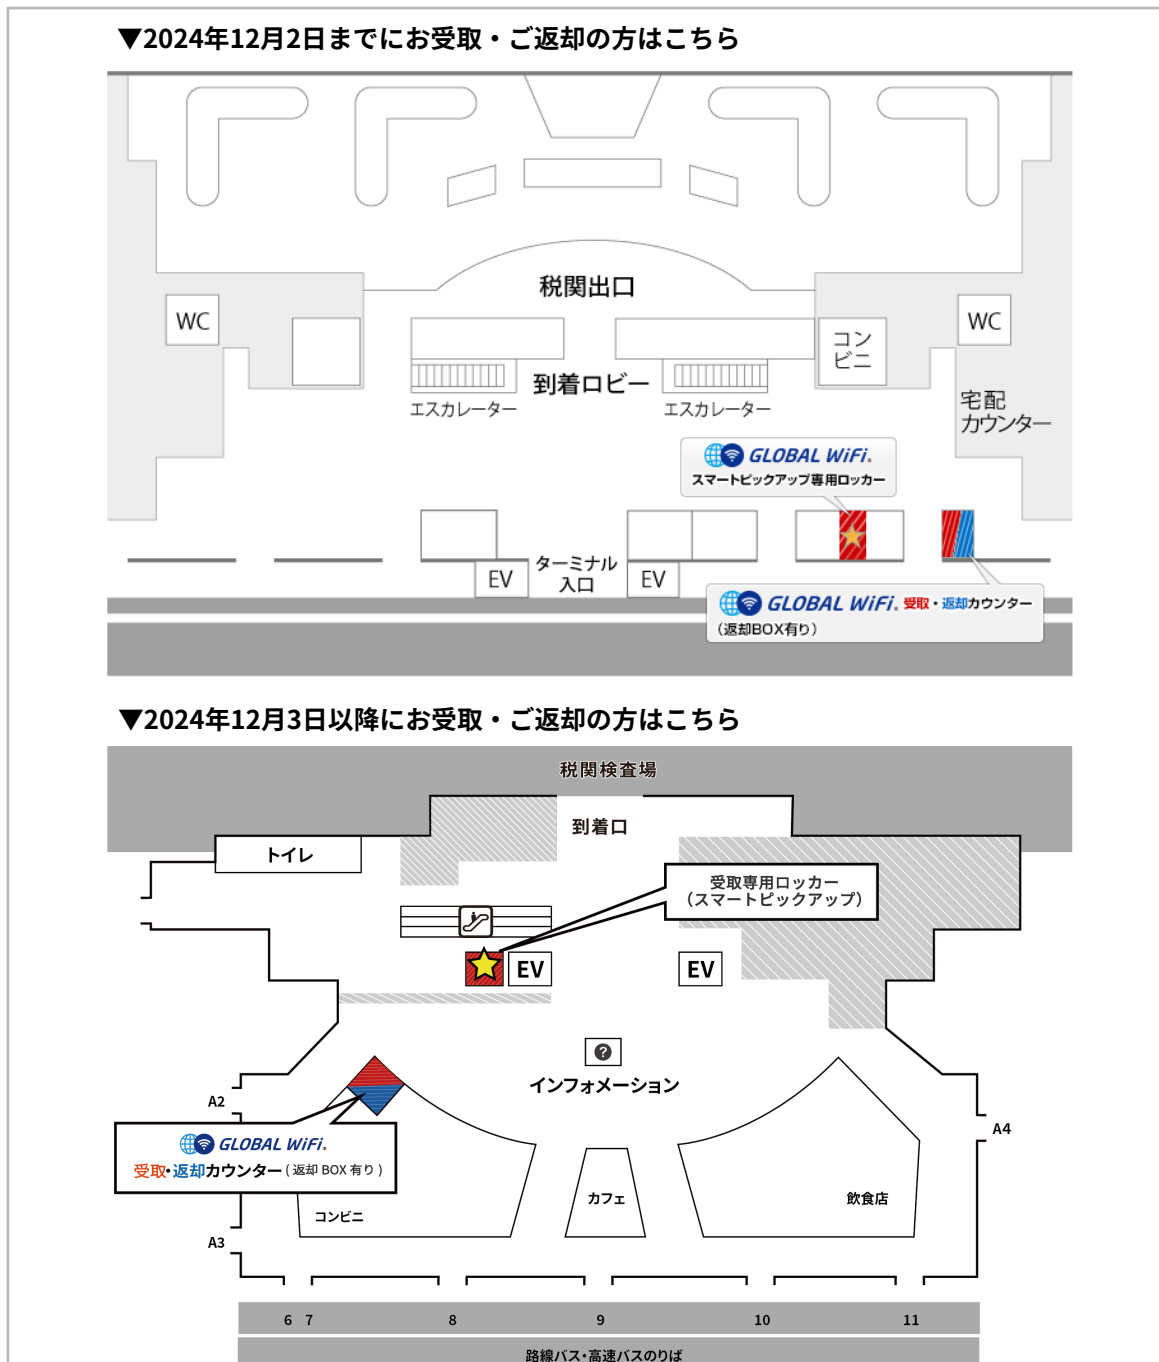 ▼2024年12月2日までにお受取・ご返却の方はこちら
税関出口
WC
WC
コン
ビニ
到着ロビー
エスカレーター
エスカレーター
宅配
カウンター
GLOBAL WiFi®
スマートピックアップ専用ロッカー
ターミナル
入口
EV
EV
GLOBAL WiFi® 受取・返却カウンター
（返却BOX有り）
▼2024年12月3日以降にお受取・ご返却の方はこちら
税関検査場
到着口
トイレ
受取専用ロッカー
（スマートピックアップ）
EV
EV
?
インフォメーション
A2
A4
GLOBAL WiFi®
受取・返却カウンター ( 返却 BOX 有り )
カフェ
飲食店
コンビニ
A3
6 7 8 9 10 11
路線バス・高速バスのりば